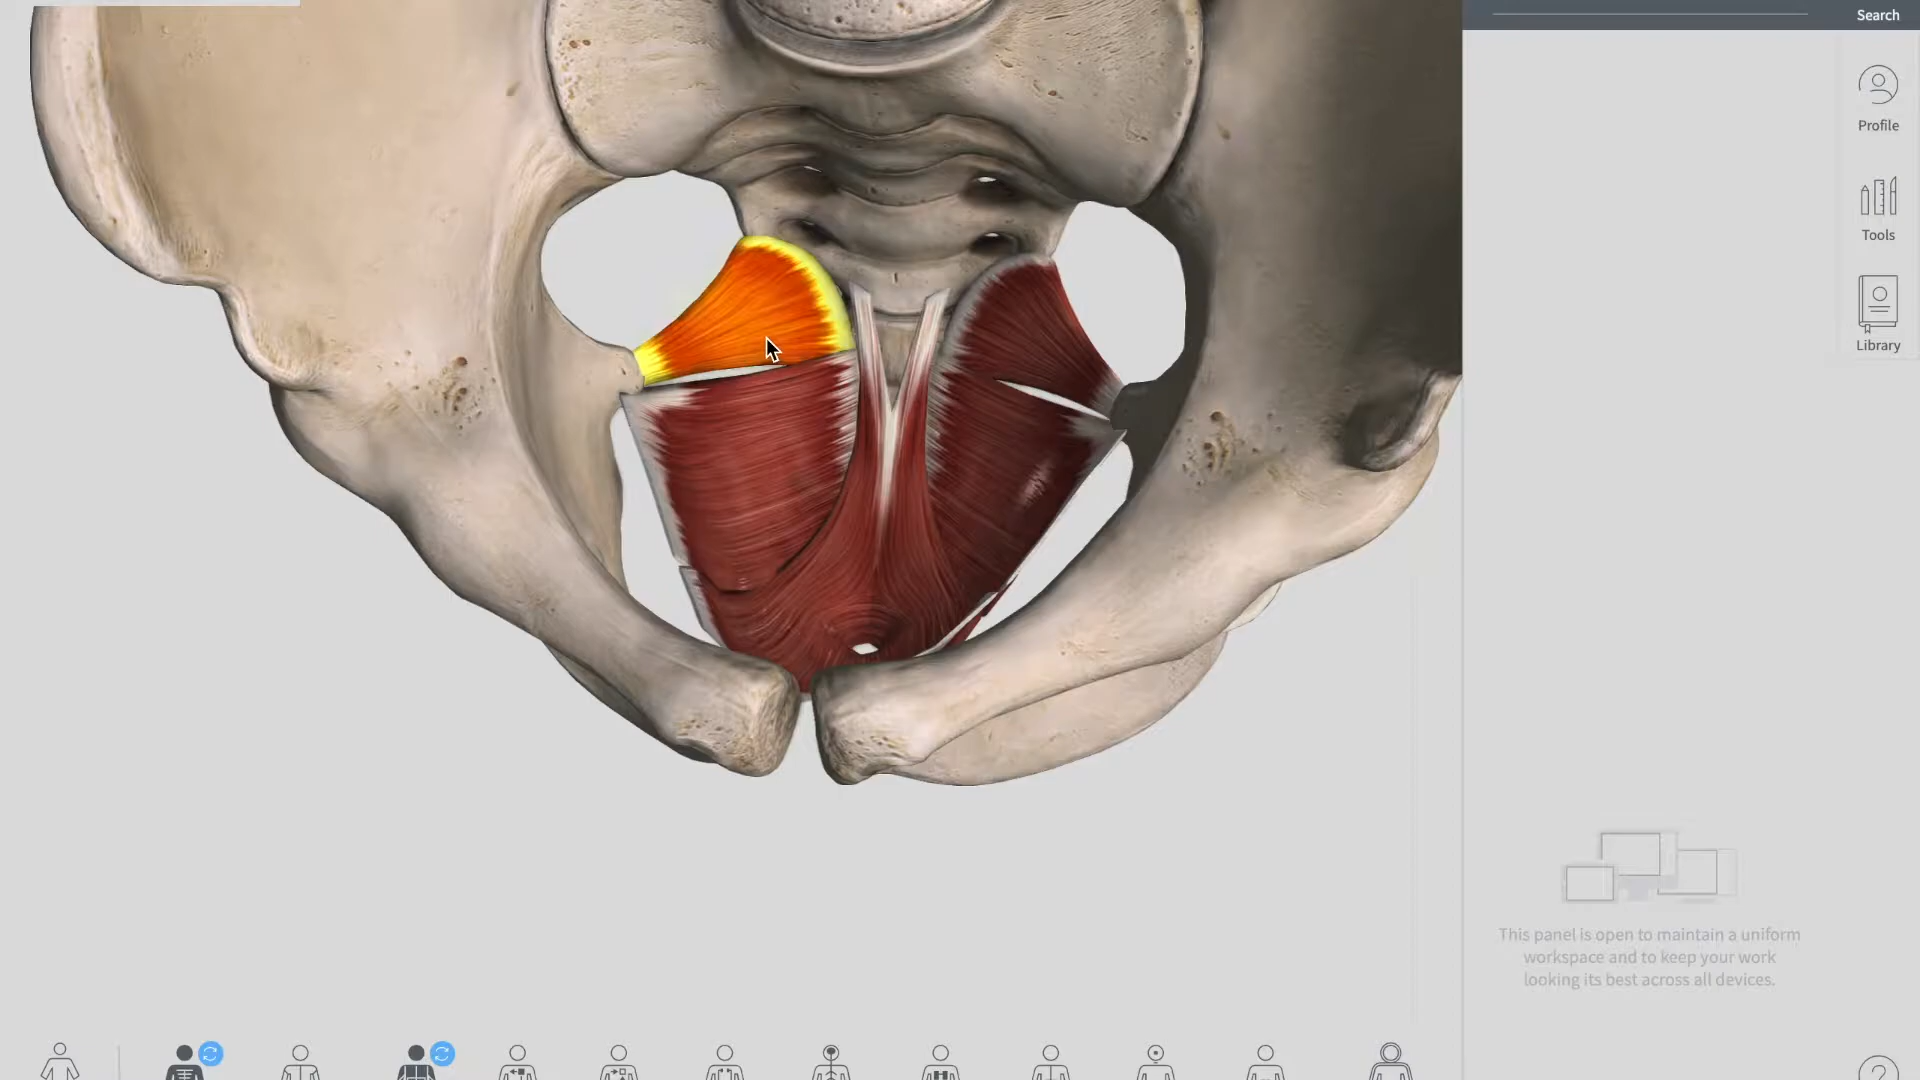 Search
Profile
Tools
Library
This panel is open to maintain a uniform
workspace and to keep your work
looking its best across all devices.
?